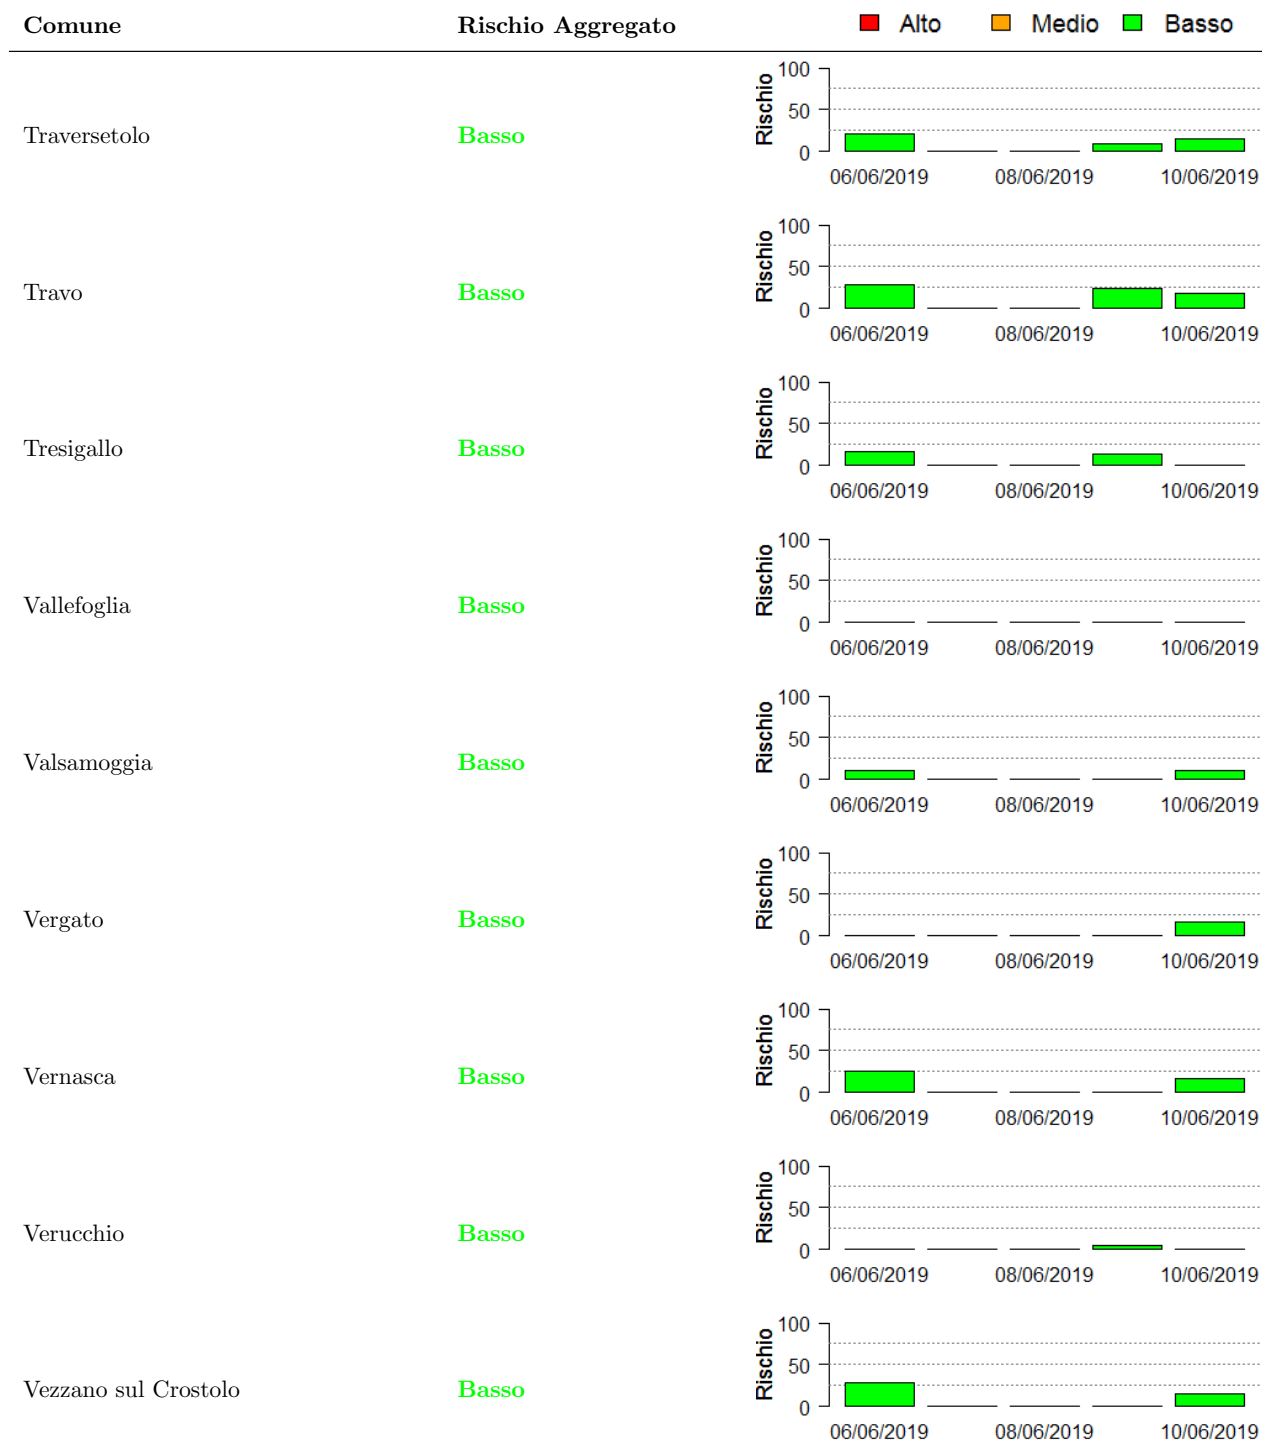 Comune Rischio Aggregato Alto Medio Basso
Traversetolo Basso
Rischio
100
50
0
06/06/2019 08/06/2019 10/06/2019
Travo Basso
Rischio
100
50
0
06/06/2019 08/06/2019 10/06/2019
Tresigallo Basso
Rischio
100
50
0
06/06/2019 08/06/2019 10/06/2019
Vallefoglia Basso
Rischio
100
50
0
06/06/2019 08/06/2019 10/06/2019
Valsamoggia Basso
Rischio
100
50
0
06/06/2019 08/06/2019 10/06/2019
Vergato Basso
Rischio
100
50
0
06/06/2019 08/06/2019 10/06/2019
Vernasca Basso
Rischio
100
50
0
06/06/2019 08/06/2019 10/06/2019
Verucchio Basso
Rischio
100
50
0
06/06/2019 08/06/2019 10/06/2019
Vezzano sul Crostolo Basso
Rischio
100
50
0
06/06/2019 08/06/2019 10/06/2019